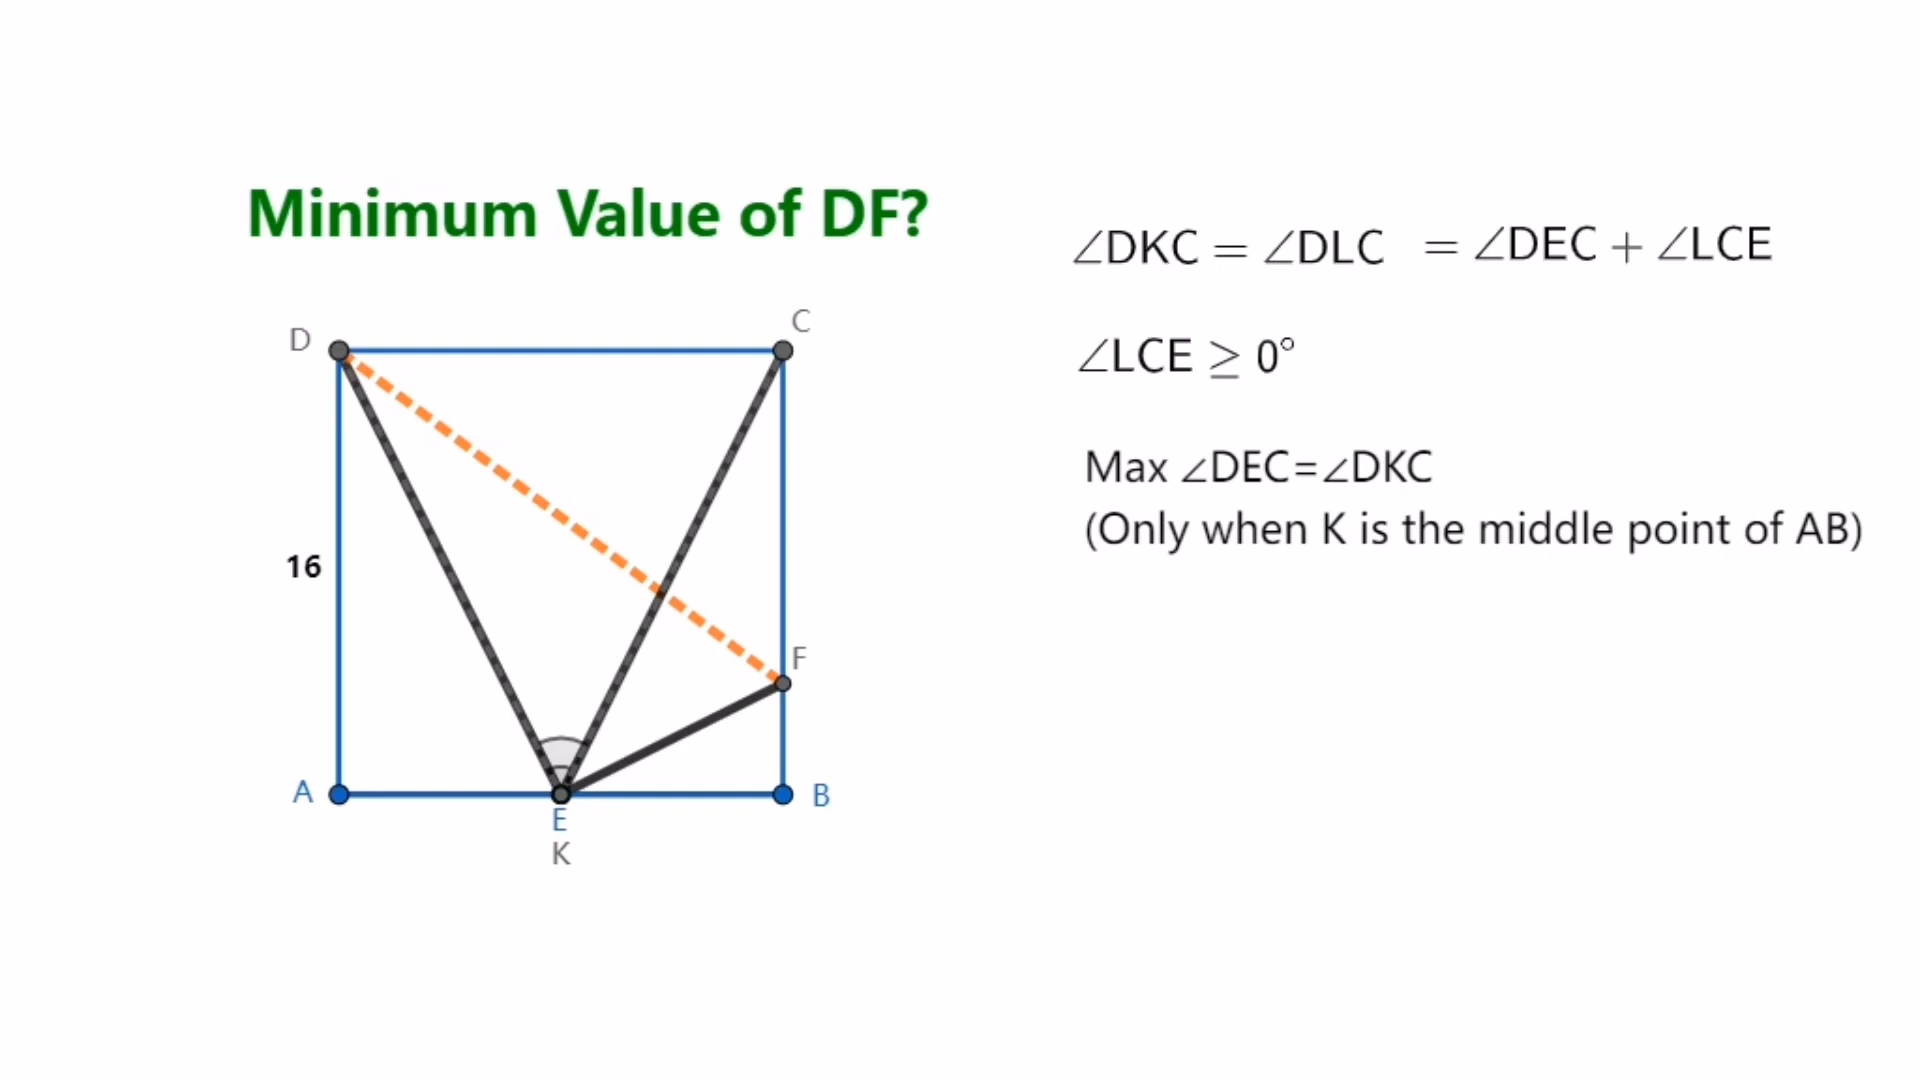 Minimum Value of DF?
∠DKC = ∠DLC = ∠DEC + ∠LCE
∠LCE ≥ 0°
Max ∠DEC=∠DKC
(Only when K is the middle point of AB)
D
C
16
F
A
B
E
K